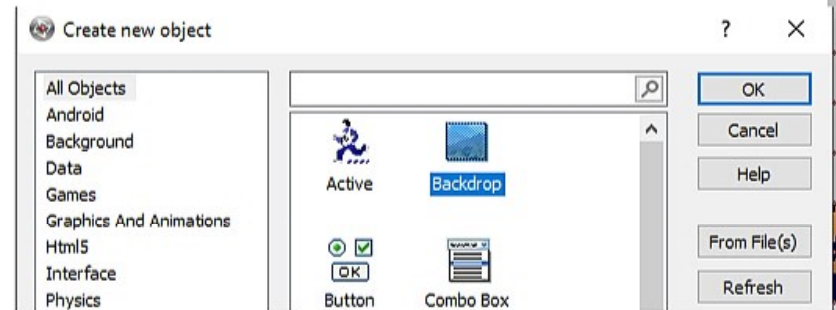 Create new object
?
All Objects
Android
Background
Data
Games
Graphics And Animations
Html5
Interface
Physics
Active
Backdrop
OK
Button
Combo Box
OK
Cancel
Help
From File(s)
Refresh